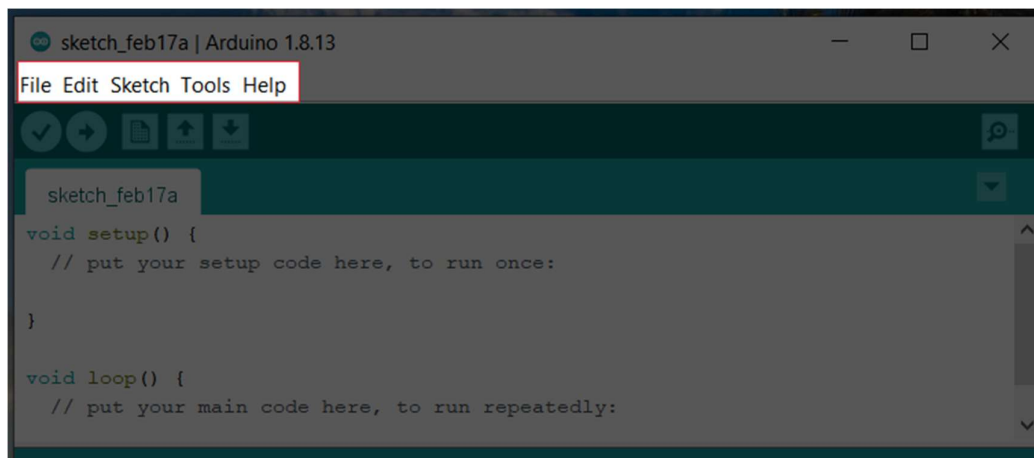 sketch_feb17a | Arduino 1.8.13
File Edit Sketch Tools Help
sketch_feb17a
void setup() {
  // put your setup code here, to run once:

}

void loop() {
  // put your main code here, to run repeatedly: